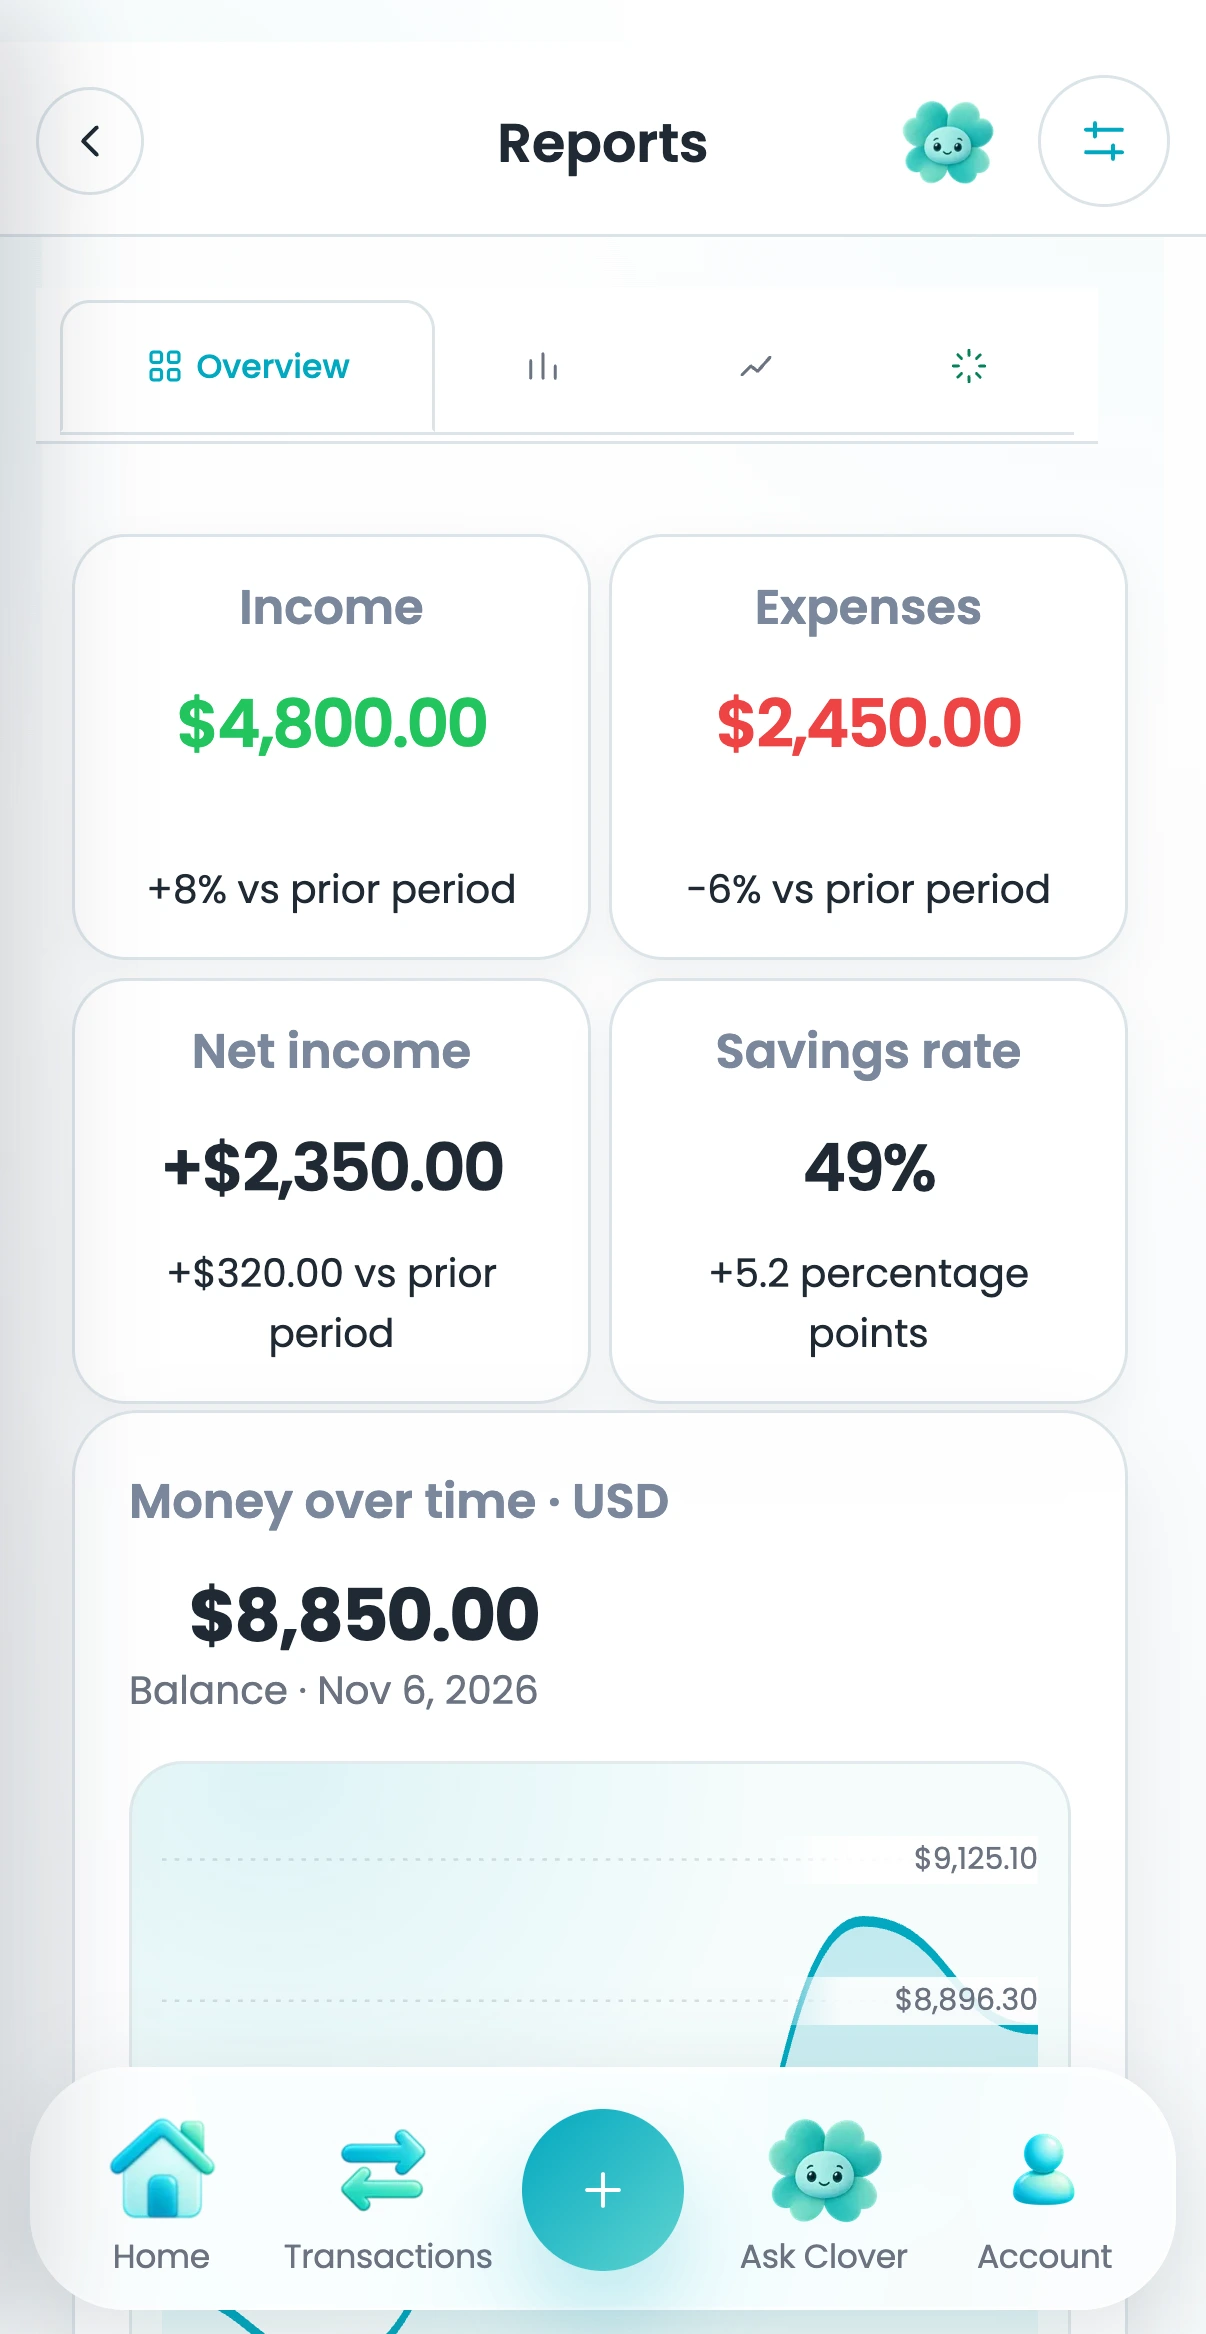 Reports
Overview
Income
$4,800.00
+8% vs prior period
Expenses
$2,450.00
-6% vs prior period
Net income
+$2,350.00
+$320.00 vs prior
period
Savings rate
49%
+5.2 percentage
points
Money over time · USD
$8,850.00
Balance · Nov 6, 2026
$9,125.10
$8,896.30
Home
Transactions
Ask Clover
Account